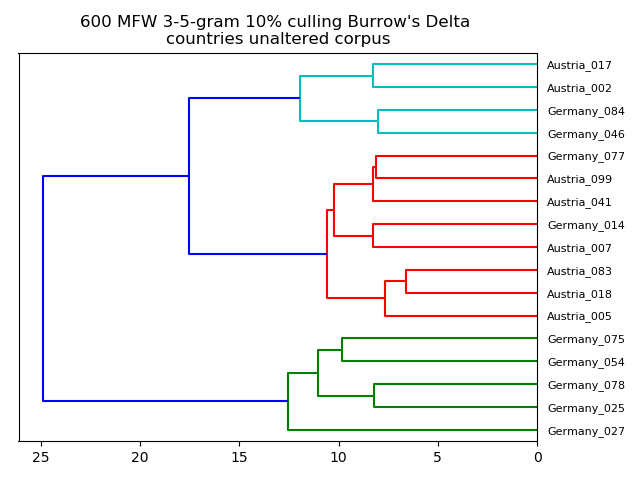 600 MFW 3-5-gram 10% culling Burrow's Delta
countries unaltered corpus
Austria_017
Austria_002
Germany_084
Germany_046
Germany_077
Austria_099
Austria_041
Germany_014
Austria_007
Austria_083
Austria_018
Austria_005
Germany_075
Germany_054
Germany_078
Germany_025
Germany_027
25 20 15 10 5 0